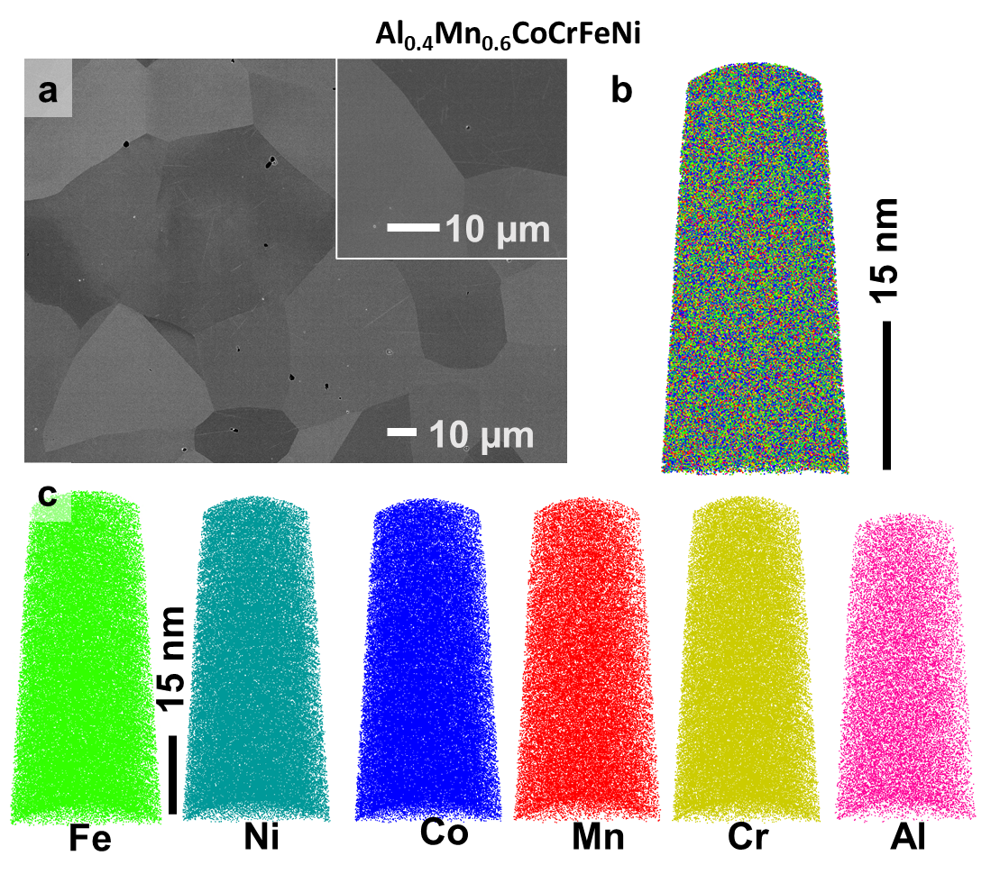 Al0.4Mn0.6CoCrFeNi
a
10 µm
10 µm
b
15 nm
c
15 nm
Fe
Ni
Co
Mn
Cr
Al